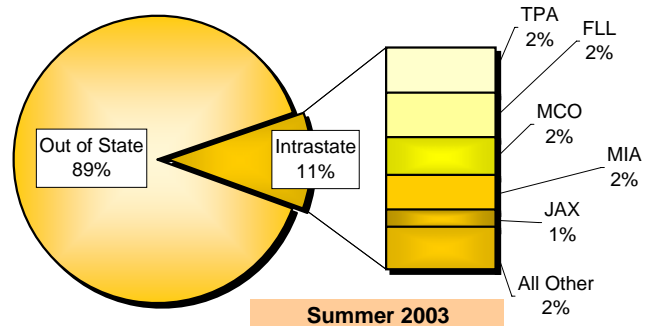 TPA
2%
FLL
2%
MCO
2%
MIA
2%
JAX
1%
All Other
2%
Out of State
89%
Intrastate
11%
Summer 2003